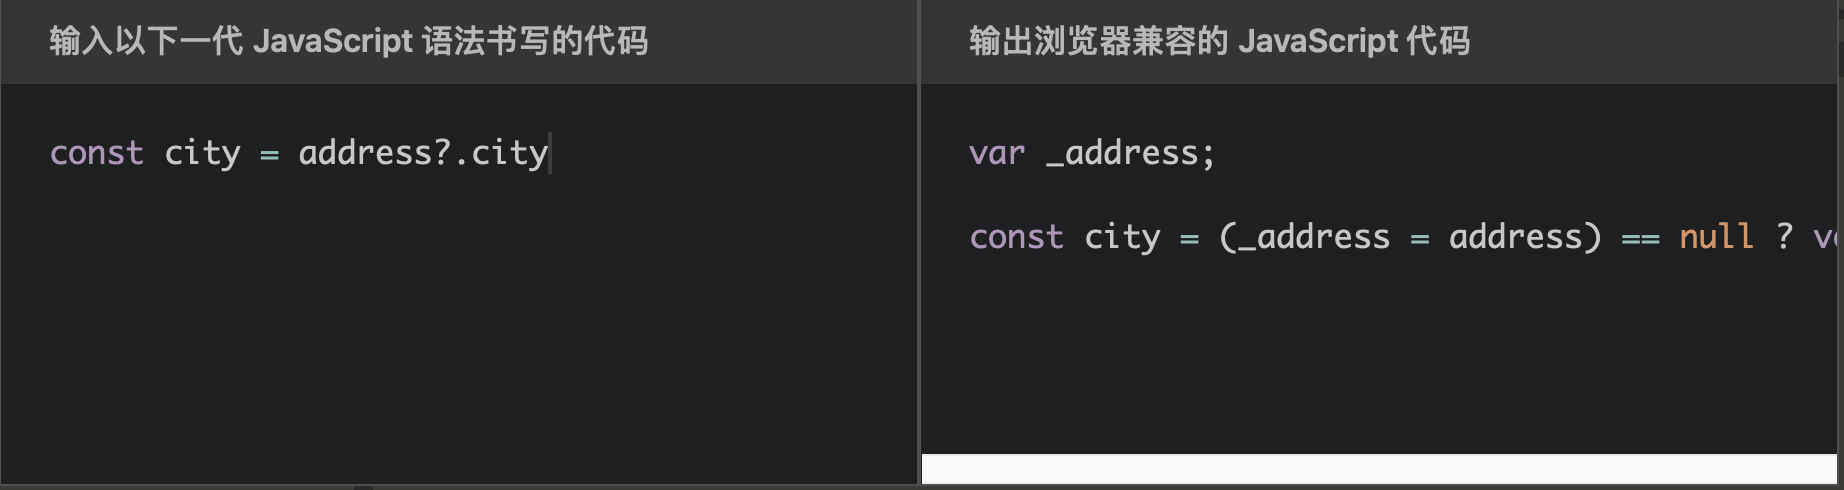 输入以下一代 JavaScript 语法书写的代码
const city = address?.city
输出浏览器兼容的 JavaScript 代码
var _address;
const city = (_address = address) == null ?